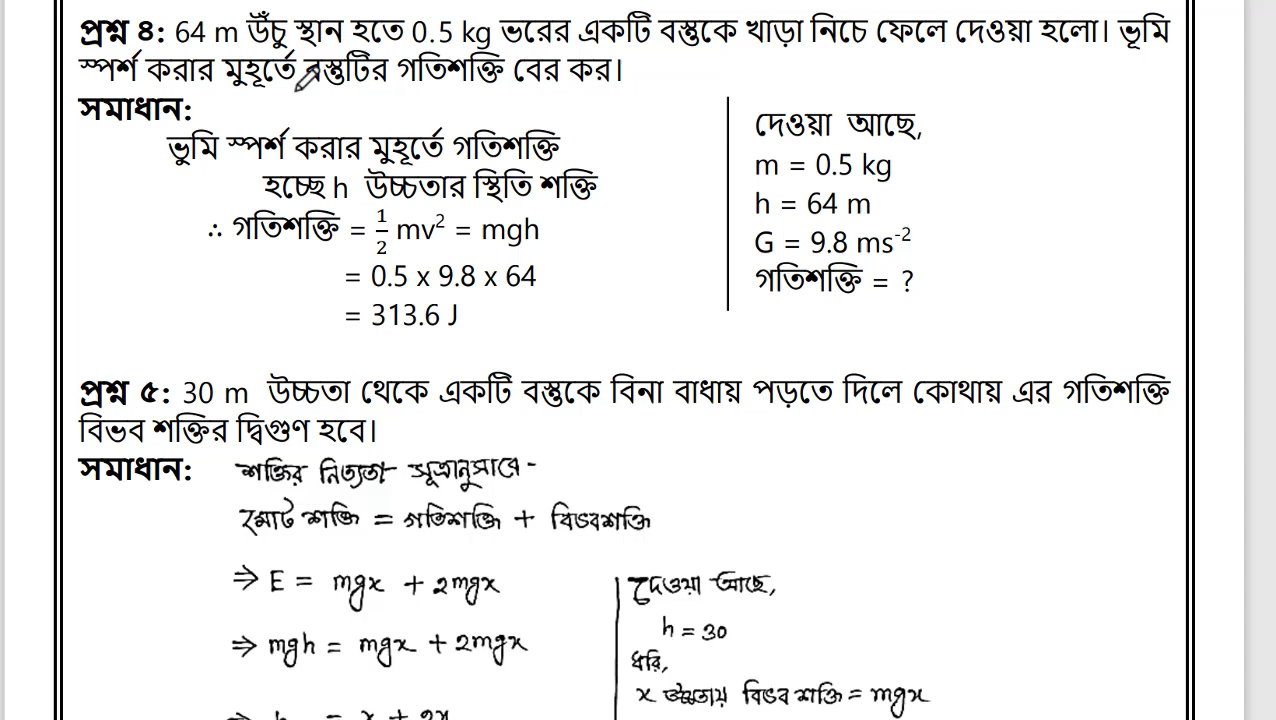 প্রশ্ন ৪: 64 m উঁচু স্থান হতে 0.5 kg ভরের একটি বস্তুকে খাড়া নিচে ফেলে দেওয়া হলো। ভূমি
স্পর্শ করার মুহূর্তে বস্তুটির গতিশক্তি বের কর।
সমাধান:
ভুমি স্পর্শ করার মুহূর্তে গতিশক্তি
হচ্ছে h উচ্চতার স্থিতি শক্তি
∴ গতিশক্তি = 1/2 mv² = mgh
= 0.5 x 9.8 x 64
= 313.6 J
দেওয়া আছে,
m = 0.5 kg
h = 64 m
G = 9.8 ms⁻²
গতিশক্তি = ?
প্রশ্ন ৫: 30 m উচ্চতা থেকে একটি বস্তুকে বিনা বাধায় পড়তে দিলে কোথায় এর গতিশক্তি
বিভব শক্তির দ্বিগুণ হবে।
সমাধান: শক্তির নিত্যতা সূত্রানুসারে -
মোট শক্তি = গতিশক্তি + বিভবশক্তি
⇒ E = mgx + 2mgx
⇒ mgh = mgx + 2mgx
⇒ h = x + 2x
দেওয়া আছে,
h = 30
ধরি,
x উচ্চতায় বিভব শক্তি = mgx